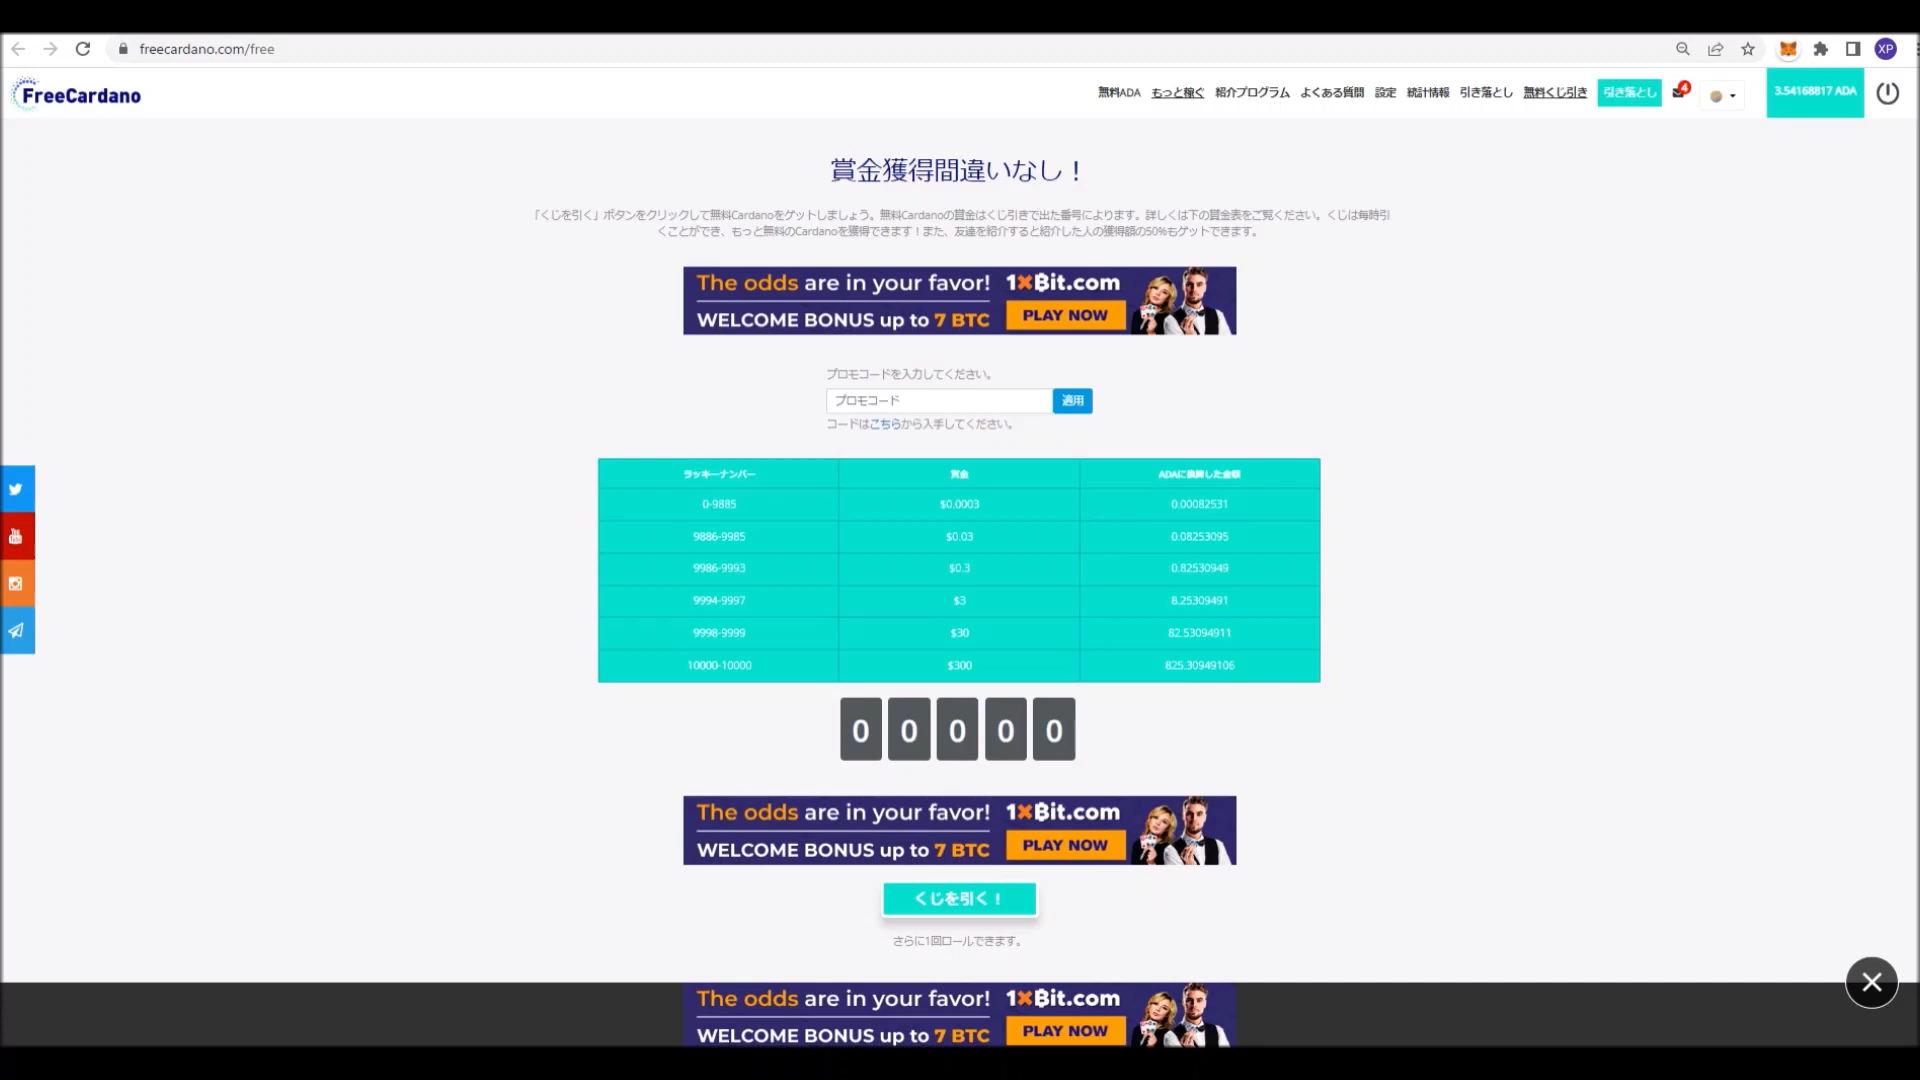 freecardano.com/free
XP
FreeCardano
無料ADA もっと稼ぐ 紹介プログラム よくある質問 設定 統計情報 引き落とし 無料くじ引き 引き落とし 4 3.54168817 ADA
賞金獲得間違いなし！
「くじを引く」ボタンをクリックして無料Cardanoをゲットしましょう。無料Cardanoの賞金はくじ引きで出た番号によります。詳しくは下の賞金表をご覧ください。くじは毎時引
くことができ、もっと無料のCardanoを獲得できます！また、友達を紹介すると紹介した人の獲得額の50%もゲットできます。
The odds are in your favor! 1xBit.com
WELCOME BONUS up to 7 BTC PLAY NOW
プロモコードを入力してください。
プロモコード 適用
コードはこちらから入手してください。
ラッキーナンバー 賞金 ADAに換算した金額
0-9885 $0.0003 0.00082531
9886-9985 $0.03 0.08253095
9986-9993 $0.3 0.82530949
9994-9997 $3 8.25309491
9998-9999 $30 82.53094911
10000-10000 $300 825.30949106
0 0 0 0 0
The odds are in your favor! 1xBit.com
WELCOME BONUS up to 7 BTC PLAY NOW
くじを引く！
さらに1回ロールできます。
The odds are in your favor! 1xBit.com
WELCOME BONUS up to 7 BTC PLAY NOW